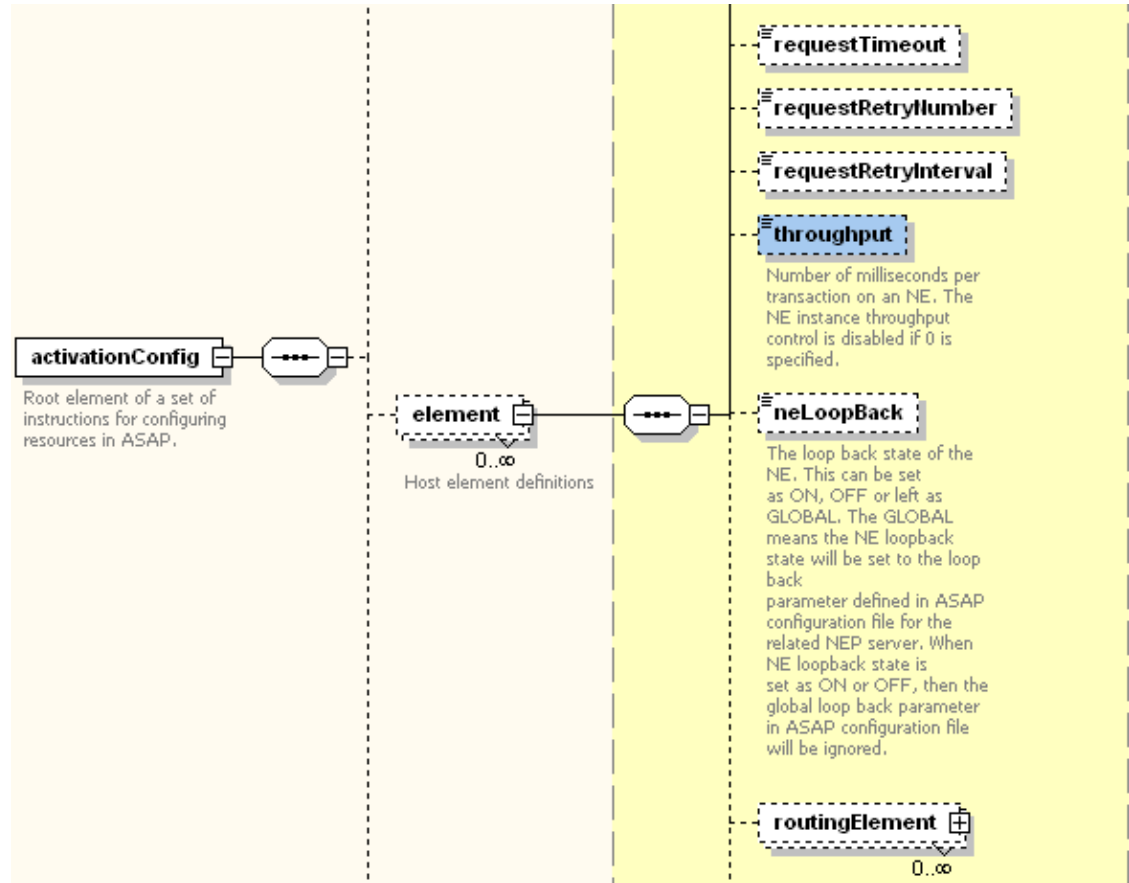 activationConfig
Root element of a set of
instructions for configuring
resources in ASAP.
element
0..∞
Host element definitions
requestTimeout
requestRetryNumber
requestRetryInterval
throughput
Number of milliseconds per
transaction on an NE. The
NE instance throughput
control is disabled if 0 is
specified.
neLoopBack
The loop back state of the
NE. This can be set
as ON, OFF or left as
GLOBAL. The GLOBAL
means the NE loopback
state will be set to the loop
back
parameter defined in ASAP
configuration file for the
related NEP server. When
NE loopback state is
set as ON or OFF, then the
global loop back parameter
in ASAP configuration file
will be ignored.
routingElement
0..∞